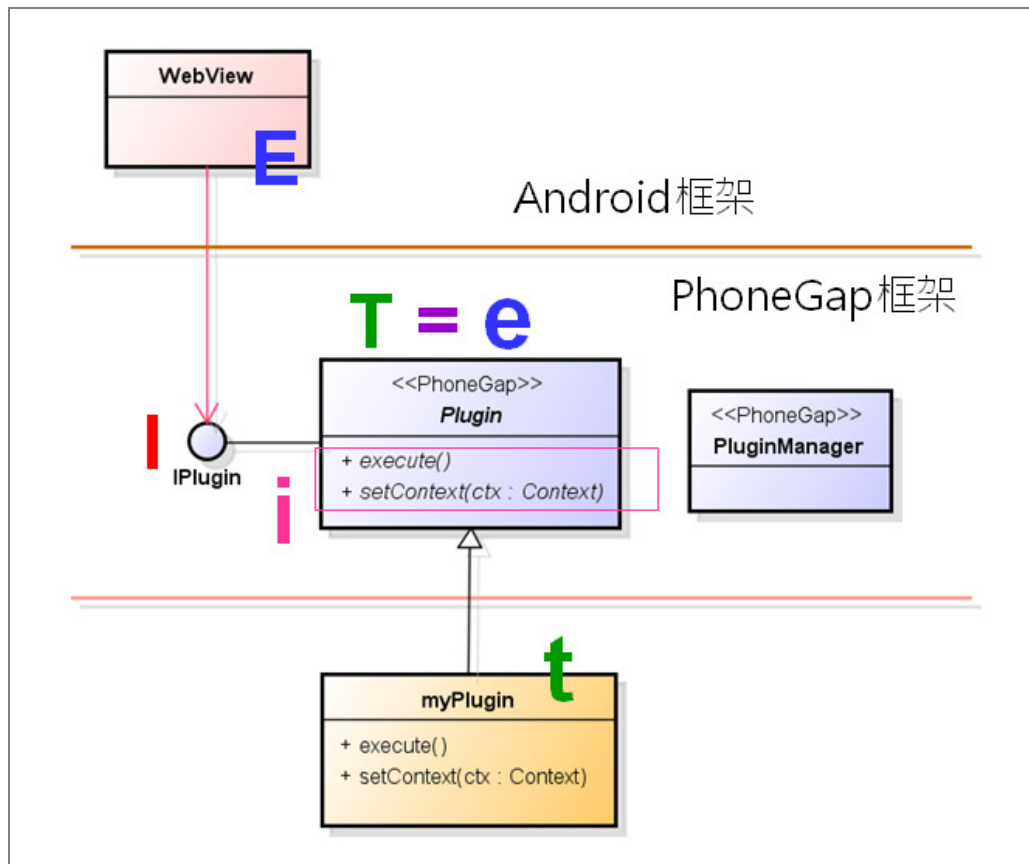 WebView
E
Android框架
PhoneGap框架
T = e
<<PhoneGap>>
Plugin
+ execute()
+ setContext(ctx : Context)
I
IPlugin
i
<<PhoneGap>>
PluginManager
t
myPlugin
+ execute()
+ setContext(ctx : Context)